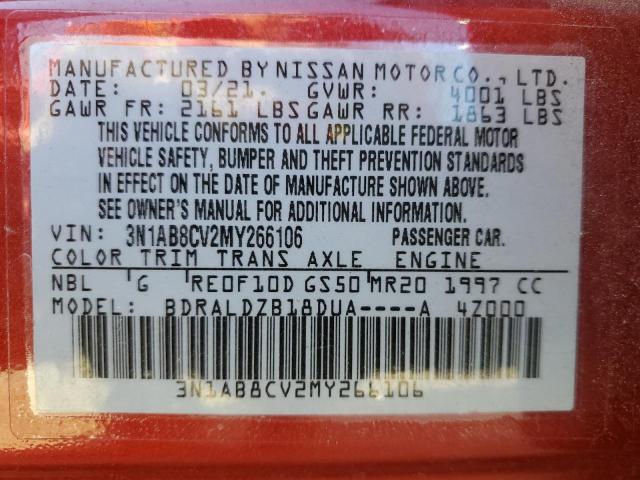 MANUFACTURED BY NISSAN MOTOR CO., LTD.
DATE: 03/21. GVWR: 4001 LBS
GAWR FR: 2161 LBS GAWR RR: 1863 LBS
THIS VEHICLE CONFORMS TO ALL APPLICABLE FEDERAL MOTOR
VEHICLE SAFETY, BUMPER AND THEFT PREVENTION STANDARDS
IN EFFECT ON THE DATE OF MANUFACTURE SHOWN ABOVE.
SEE OWNER'S MANUAL FOR GENERAL INFORMATION
VIN: 3N1AB8CV2MY266106 PASSENGER CAR.
COLOR TRIM TRANS AXLE ENGINE
NBL G RE0F10D GS50 MR20 1997 CC
MODEL: BDRALDZB18DUA----A 4Z000
3N1AB8CV2MY266106